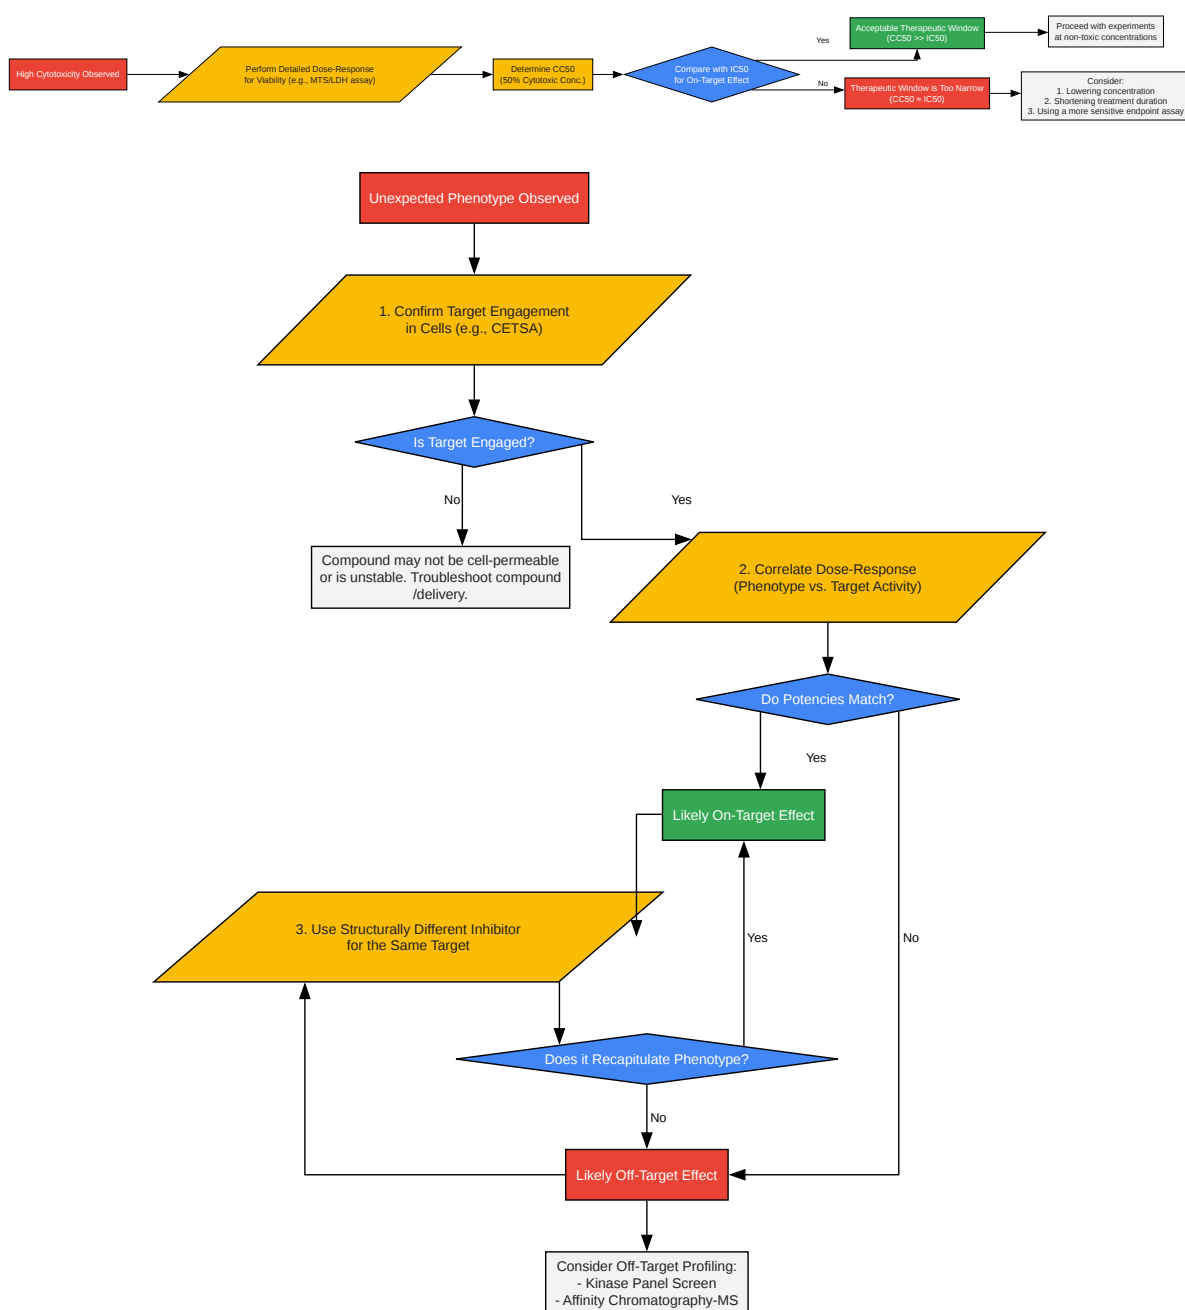 High Cytotoxicity Observed
Perform Detailed Dose-Response
for Viability (e.g., MTS/LDH assay)
Determine CC50
(50% Cytotoxic Conc.)
Compare with IC50
for On-Target Effect
Yes
Acceptable Therapeutic Window
(CC50 >> IC50)
Proceed with experiments
at non-toxic concentrations
No
Therapeutic Window is Too Narrow
(CC50 ≈ IC50)
Consider:
1. Lowering concentration
2. Shortening treatment duration
3. Using a more sensitive endpoint assay
Unexpected Phenotype Observed
1. Confirm Target Engagement
in Cells (e.g., CETSA)
Is Target Engaged?
No
Yes
Compound may not be cell-permeable
or is unstable. Troubleshoot compound
/delivery.
2. Correlate Dose-Response
(Phenotype vs. Target Activity)
Do Potencies Match?
Yes
Likely On-Target Effect
3. Use Structurally Different Inhibitor
for the Same Target
Yes
No
Does it Recapitulate Phenotype?
No
Likely Off-Target Effect
Consider Off-Target Profiling:
- Kinase Panel Screen
- Affinity Chromatography-MS